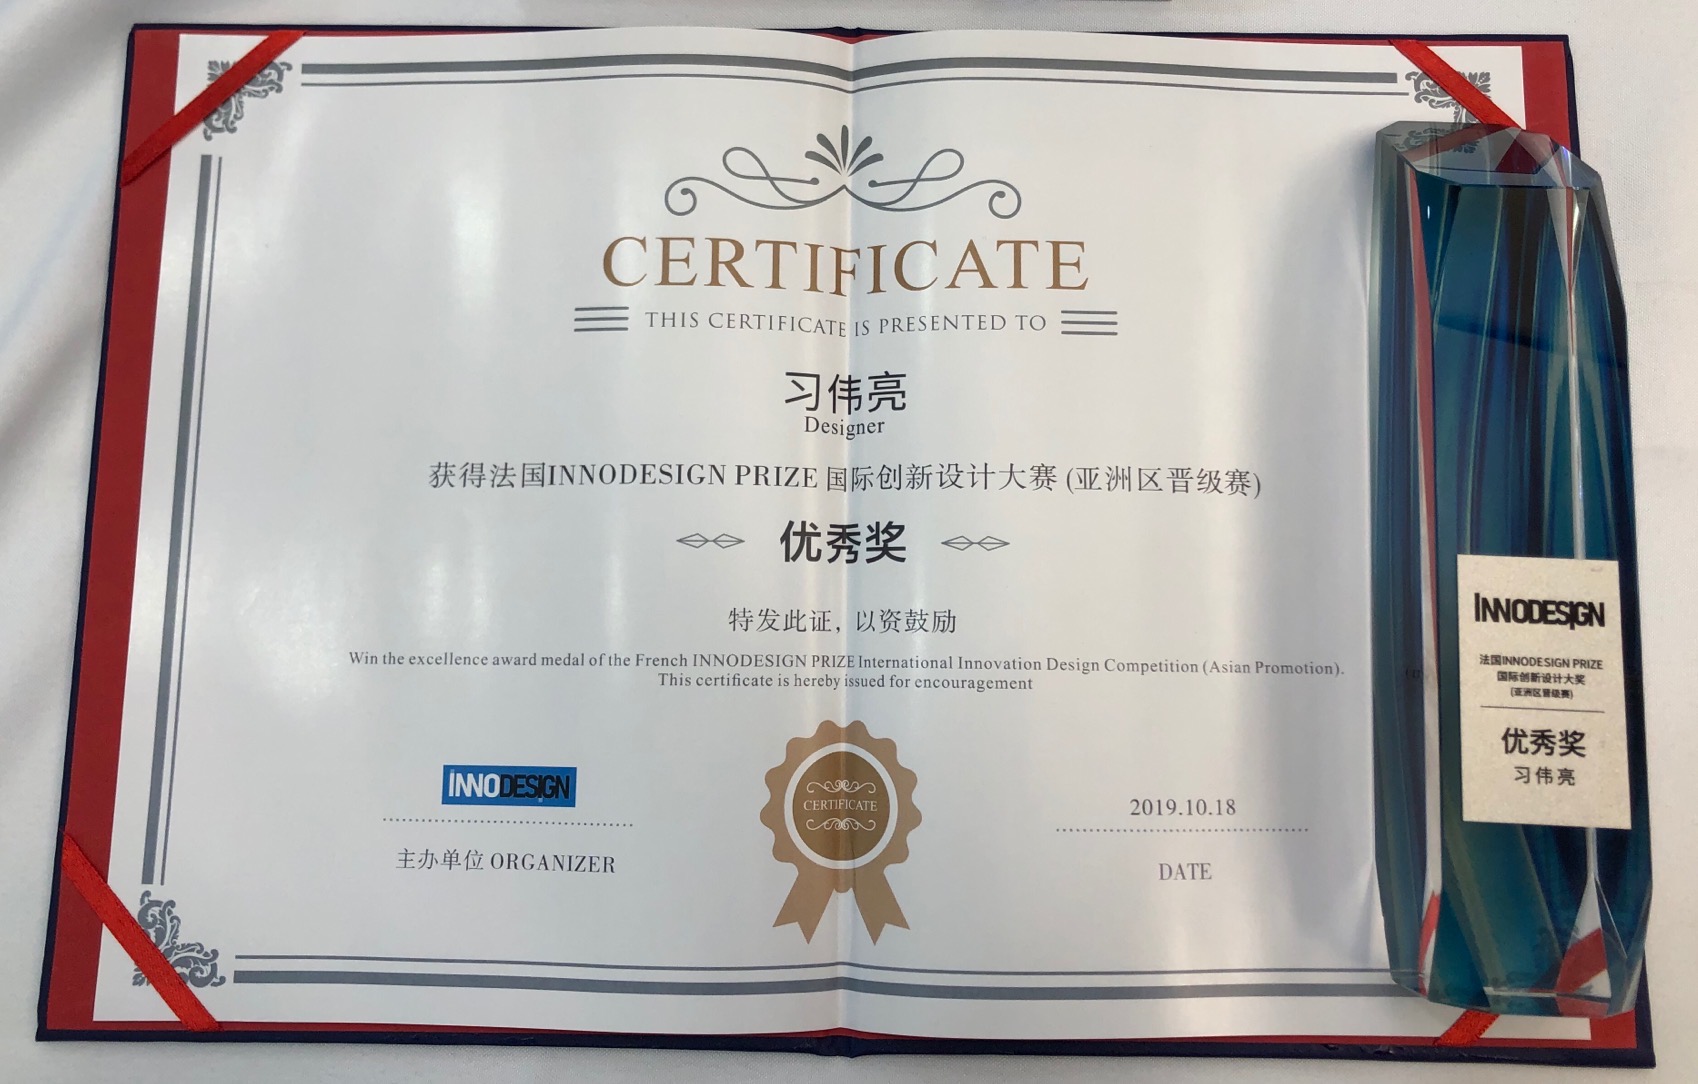 CERTIFICATE
THIS CERTIFICATE IS PRESENTED TO
习伟亮
Designer
获得法国INNODESIGN PRIZE 国际创新设计大赛 (亚洲区晋级赛)
优秀奖
特发此证, 以资鼓励
Win the excellence award medal of the French INNODESIGN PRIZE International Innovation Design Competition (Asian Promotion).
This certificate is hereby issued for encouragement
INNODESIGN
主办单位 ORGANIZER
CERTIFICATE
2019.10.18
DATE
INNODESIGN
法国INNODESIGN PRIZE
国际创新设计大奖
(亚洲区晋级赛)
优秀奖
习伟亮